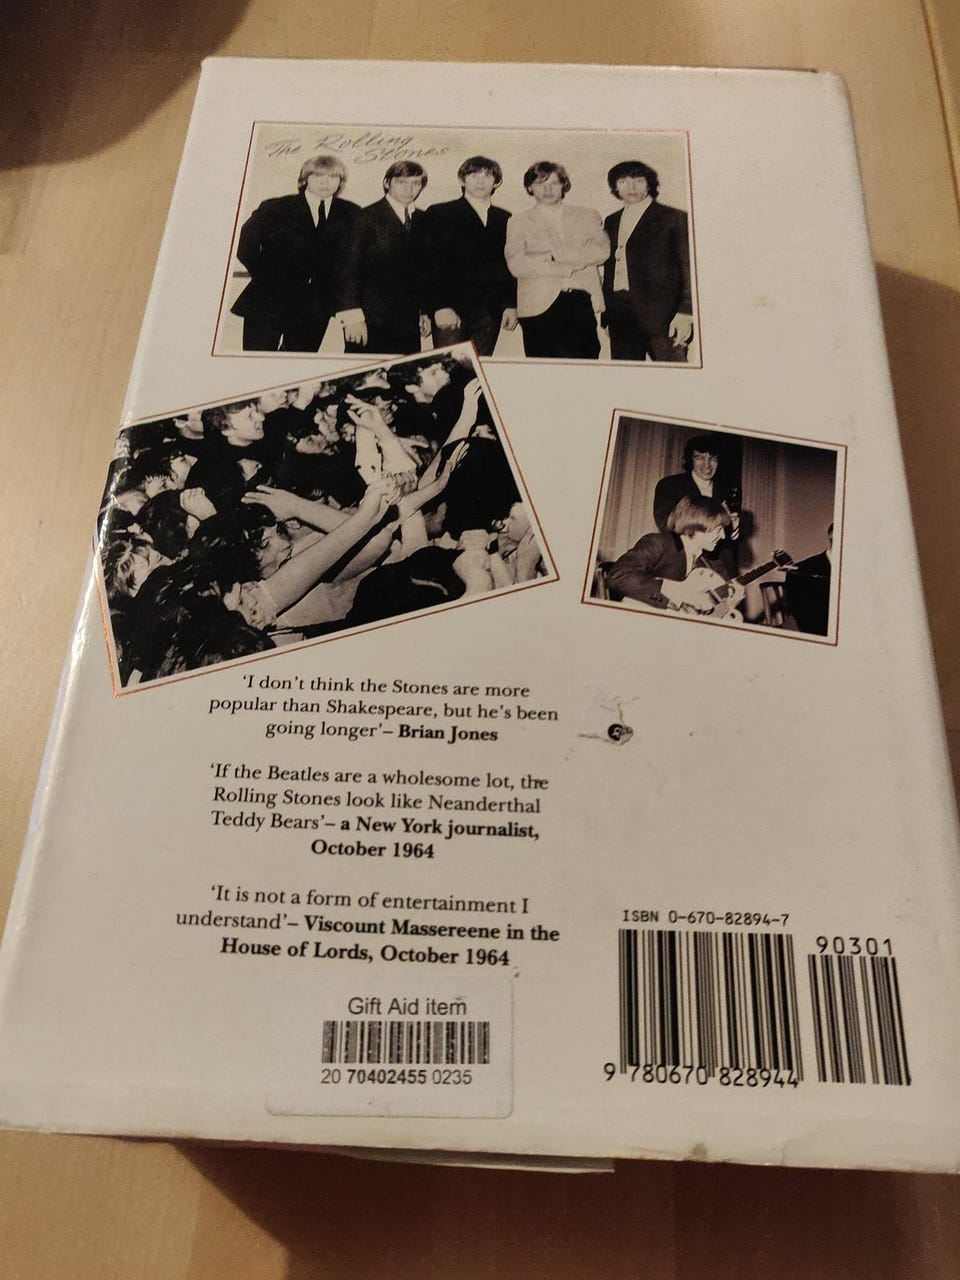 The Rolling
Stones
'I don't think the Stones are more
popular than Shakespeare, but he's been
going longer'– Brian Jones
'If the Beatles are a wholesome lot, the
Rolling Stones look like Neanderthal
Teddy Bears'– a New York journalist,
October 1964
'It is not a form of entertainment I
understand'– Viscount Massereene in the
House of Lords, October 1964
Gift Aid item
20 70402455 0235
ISBN 0-670-82894-7
90301
9 780670 828944